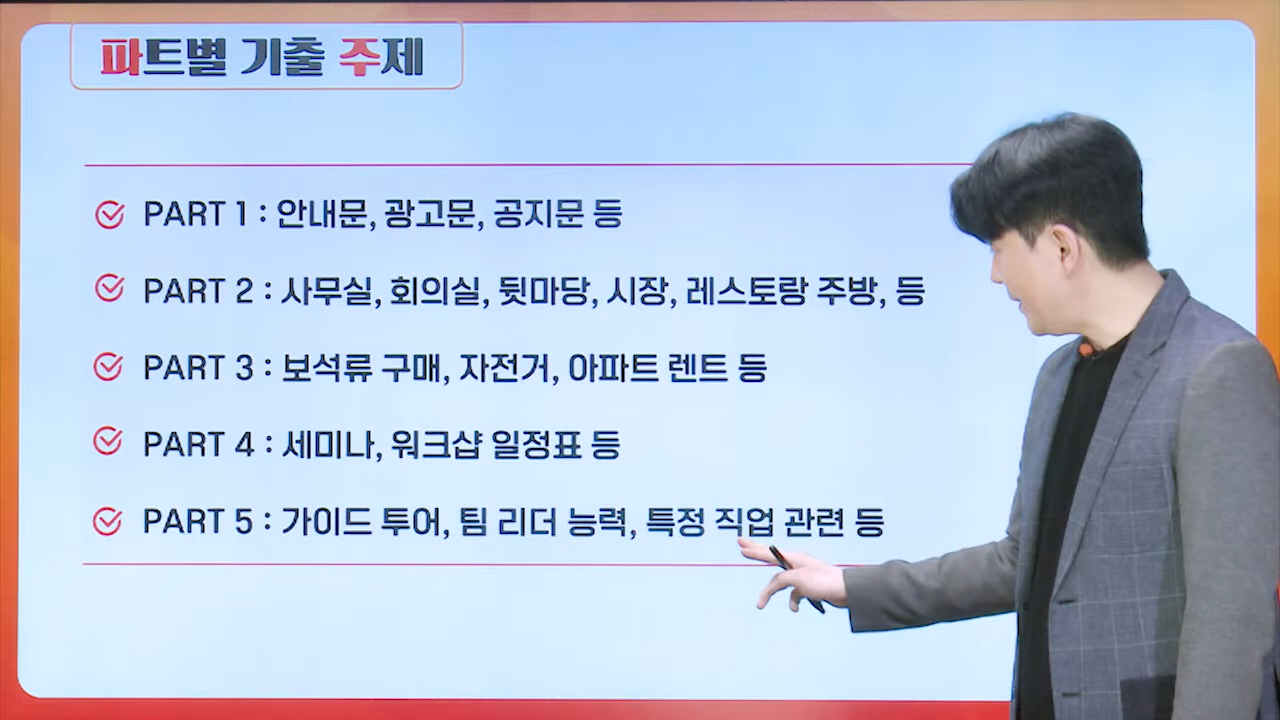 파트별 기출 주제
PART 1 : 안내문, 광고문, 공지문 등
PART 2 : 사무실, 회의실, 뒷마당, 시장, 레스토랑 주방, 등
PART 3 : 보석류 구매, 자전거, 아파트 렌트 등
PART 4 : 세미나, 워크샵 일정표 등
PART 5 : 가이드 투어, 팀 리더 능력, 특정 직업 관련 등